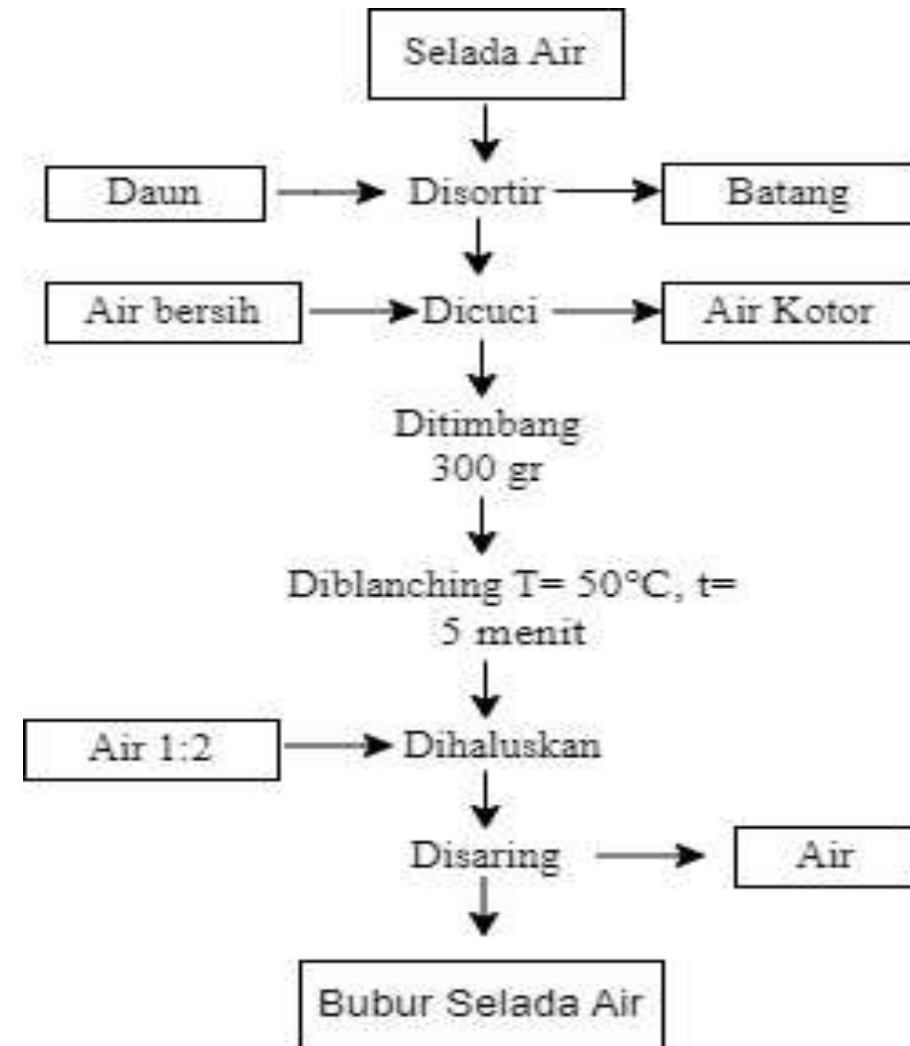 Selada Air
Daun
Disortir
Batang
Air bersih
Dicuci
Air Kotor
Ditimbang
300 gr
Diblanching T= 50°C, t=
5 menit
Air 1:2
Dihaluskan
Disaring
Air
Bubur Selada Air